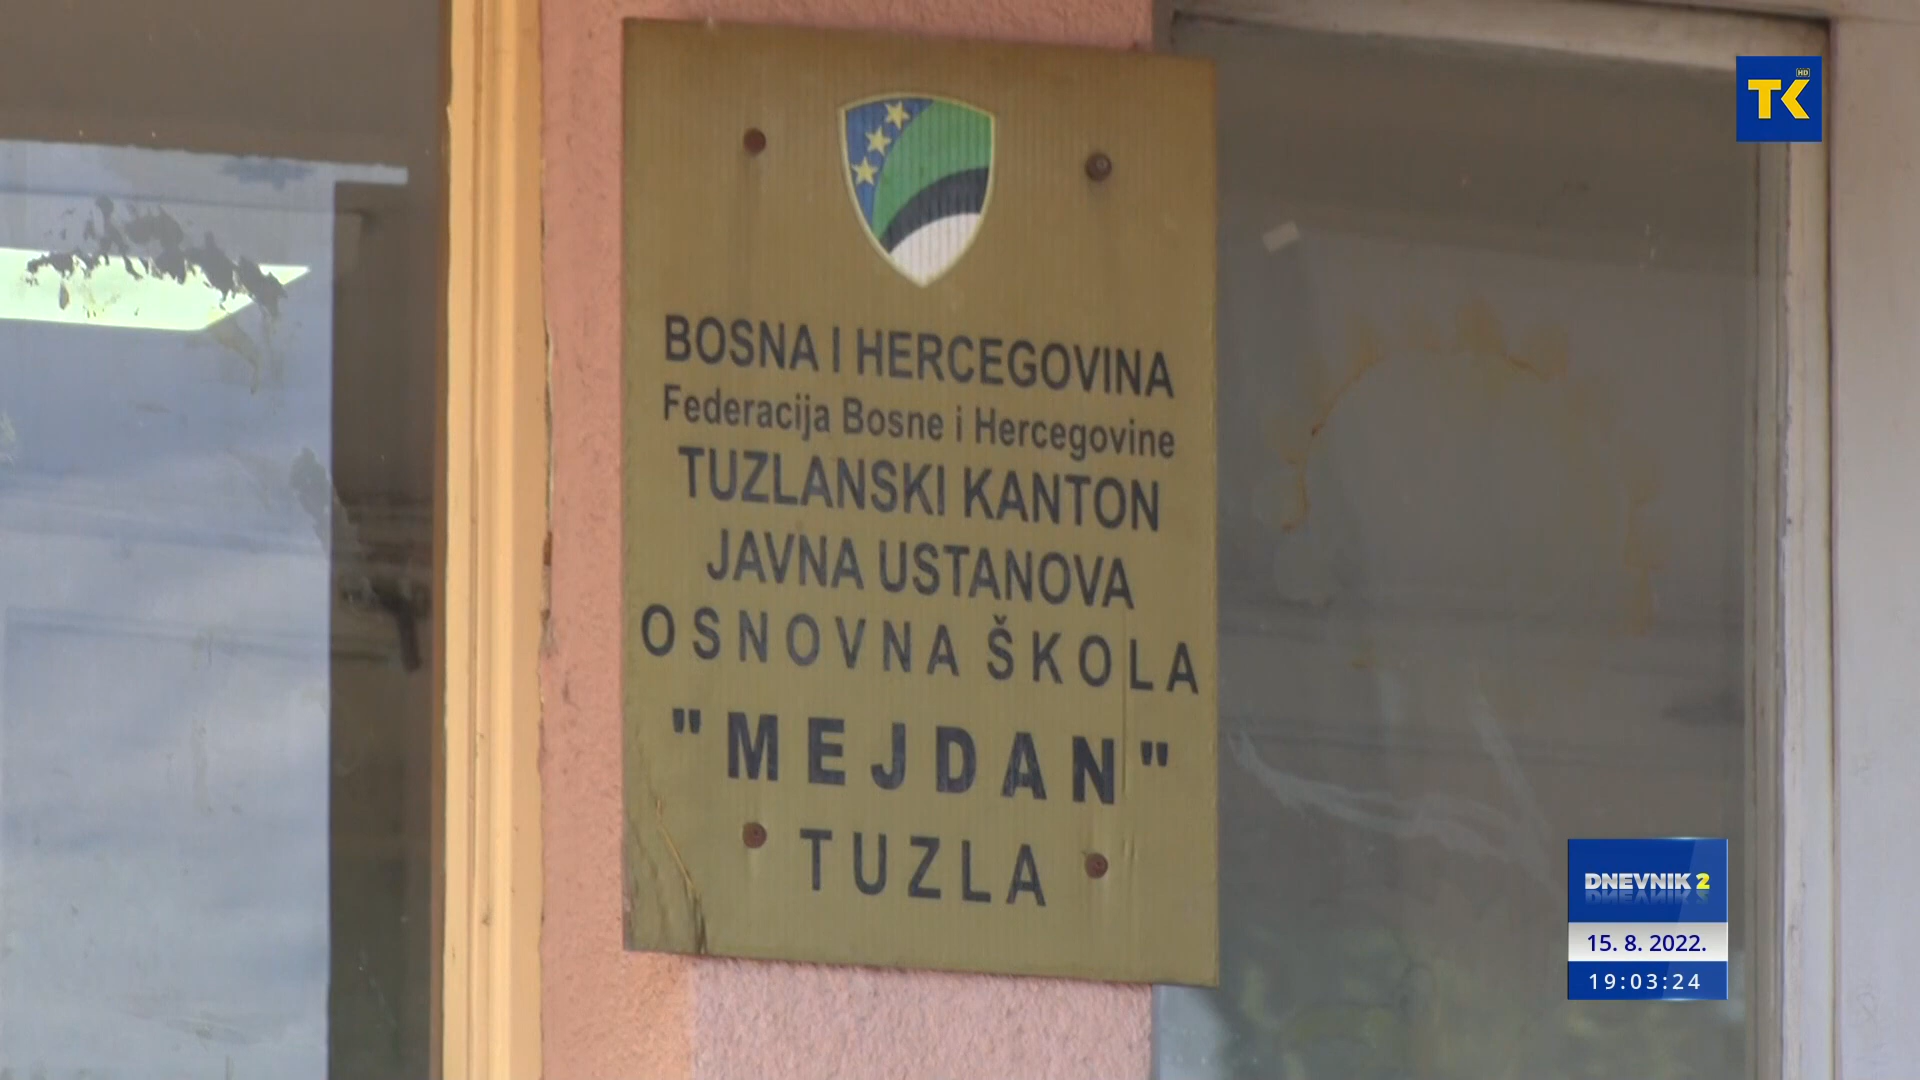 BOSNA I HERCEGOVINA
Federacija Bosne i Hercegovine
TUZLANSKI KANTON
JAVNA USTANOVA
OSNOVNA ŠKOLA
"MEJDAN"
TUZLA
TK HD
DNEVNIK 2
15. 8. 2022.
19:03:24